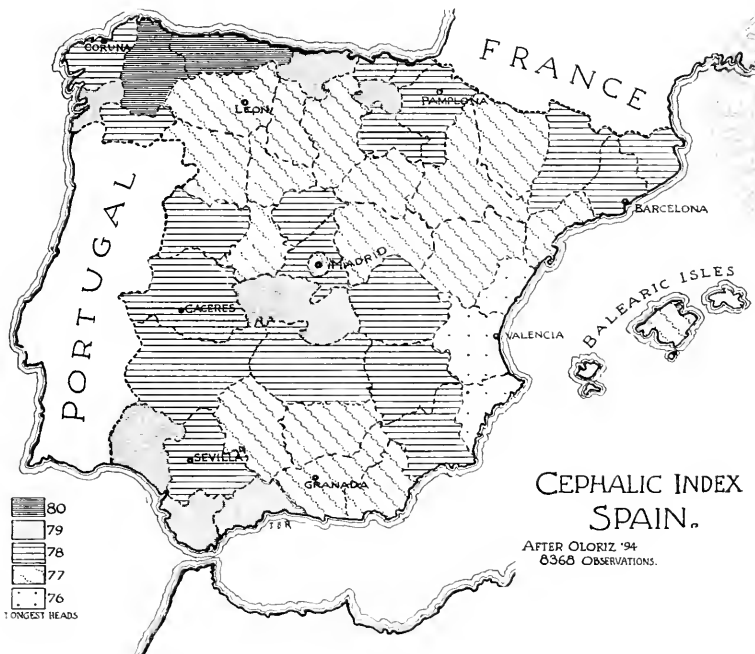 FRANCE
CORUNA
LEON
PAMPLONA
BARCELONA
PORTUGAL
MADRID
CACERES
VALENCIA
BALEARIC ISLES
SEVILLA
GRANADA
CEPHALIC INDEX
SPAIN.
AFTER OLORIZ '94
8368 OBSERVATIONS.
80
79
78
77
76
LONGEST HEADS